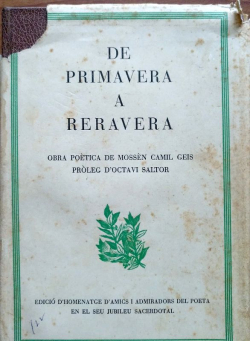 DE
PRIMAVERA
A
RERAVERA
OBRA POÈTICA DE MOSSÈN CAMIL GEIS
PRÒLEG D'OCTAVI SALTOR
EDICIÓ D'HOMENATGE D'AMICS I ADMIRADORS DEL POETA
EN EL SEU JUBILEU SACERDOTAL